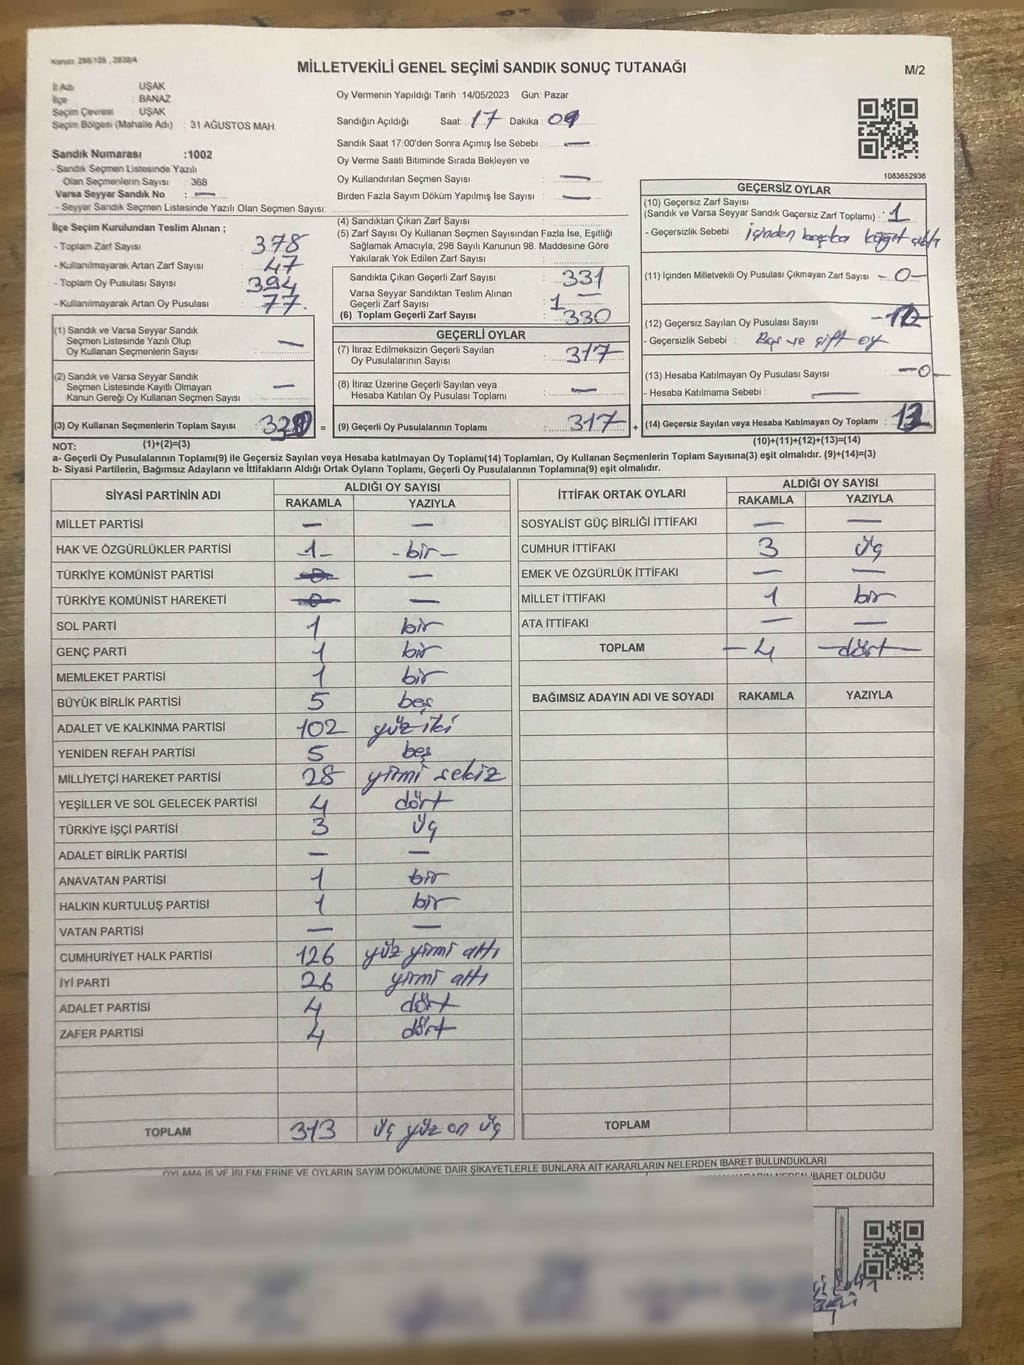 MİLLETVEKİLİ GENEL SEÇİMİ SANDIK SONUÇ TUTANAĞI
M/2
İl Adı UŞAK
İlçe : BANAZ
Seçim Çevresi : UŞAK
Seçim Bölgesi (Mahalle Adı) : 31 AĞUSTOS MAH.
Sandık Numarası :1002
- Sandık Seçmen Listesinde Yazılı
Olan Seçmenlerin Sayısı : 368
Varsa Seyyar Sandık No : —
- Seyyar Sandık Seçmen Listesinde Yazılı Olan Seçmen Sayısı:
Oy Vermenin Yapıldığı Tarih :14/05/2023 Gün: Pazar
Sandığın Açıldığı Saat: 17 Dakika: 09
Sandık Saat 17:00'den Sonra Açımış İse Sebebi : —
Oy Verme Saati Bitiminde Sırada Bekleyen ve
Oy Kullandırılan Seçmen Sayısı : —
Birden Fazla Sayım Döküm Yapılmış İse Sayısı : —
1083652936
İlçe Seçim Kurulundan Teslim Alınan ;
- Toplam Zarf Sayısı : 378
- Kullanılmayarak Artan Zarf Sayısı : 47
- Toplam Oy Pusulası Sayısı : 394
- Kullanılmayarak Artan Oy Pusulası : 77
(1) Sandık ve Varsa Seyyar Sandık
Seçmen Listesinde Yazılı Olup
Oy Kullanan Seçmenlerin Sayısı : —
(2) Sandık ve Varsa Seyyar Sandık
Seçmen Listesinde Kayıtlı Olmayan
Kanun Gereği Oy Kullanan Seçmen Sayısı : —
(3) Oy Kullanan Seçmenlerin Toplam Sayısı :
(4) Sandıktan Çıkan Zarf Sayısı :
(5) Zarf Sayısı Oy Kullanan Seçmen Sayısından Fazla İse, Eşitliği
Sağlamak Amacıyla, 298 Sayılı Kanunun 98. Maddesine Göre
Yakılarak Yok Edilen Zarf Sayısı :
Sandıkta Çıkan Geçerli Zarf Sayısı : 331
Varsa Seyyar Sandıktan Teslim Alınan
Geçerli Zarf Sayısı : 1 —
(6) Toplam Geçerli Zarf Sayısı : 330
GEÇERLİ OYLAR
(7) İtiraz Edilmeksizin Geçerli Sayılan
Oy Pusulalarının Sayısı : 317
(8) İtiraz Üzerine Geçerli Sayılan veya
Hesaba Katılan Oy Pusulası Toplamı : —
= (9) Geçerli Oy Pusulalarının Toplamı : 317 +
GEÇERSİZ OYLAR
(10) Geçersiz Zarf Sayısı
(Sandık ve Varsa Seyyar Sandık Geçersiz Zarf Toplamı) : 1
- Geçersizlik Sebebi : içinden başka kağıt çıktı
(11) İçinden Milletvekili Oy Pusulası Çıkmayan Zarf Sayısı : -0-
(12) Geçersiz Sayılan Oy Pusulası Sayısı :
- Geçersizlik Sebebi : Boş ve çift oy
(13) Hesaba Katılmayan Oy Pusulası Sayısı : -0-
- Hesaba Katılmama Sebebi : —
(14) Geçersiz Sayılan veya Hesaba Katılmayan Oy Toplamı :
NOT: (1)+(2)=(3) (10)+(11)+(12)+(13)=(14)
a- Geçerli Oy Pusulasının Toplamı(9) ile Geçersiz Sayılan veya Hesaba katılmayan Oy Toplamı(14) Toplamları, Oy Kullanan Seçmenlerin Toplam Sayısına(3) eşit olmalıdır. (9)+(14)=(3)
b- Siyasi Partilerin, Bağımsız Adayların ve İttifakların Aldığı Ortak Oyların Toplamı, Geçerli Oy Pusulalarının Toplamına(9) eşit olmalıdır.
SİYASİ PARTİNİN ADI ALDIĞI OY SAYISI
RAKAMLA YAZIYLA
MİLLET PARTİSİ — —
HAK VE ÖZGÜRLÜKLER PARTİSİ -1- -bir-
TÜRKİYE KOMÜNİST PARTİSİ 0 —
TÜRKİYE KOMÜNİST HAREKETİ 0 —
SOL PARTİ 1 bir
GENÇ PARTİ 1 bir
MEMLEKET PARTİSİ 1 bir
BÜYÜK BİRLİK PARTİSİ 5 beş
ADALET VE KALKINMA PARTİSİ 102 yüz iki
YENİDEN REFAH PARTİSİ 5 beş
MİLLİYETÇİ HAREKET PARTİSİ 28 yirmi sekiz
YEŞİLLER VE SOL GELECEK PARTİSİ 4 dört
TÜRKİYE İŞÇİ PARTİSİ 3 üç
ADALET BİRLİK PARTİSİ — —
ANAVATAN PARTİSİ 1 bir
HALKIN KURTULUŞ PARTİSİ 1 bir
VATAN PARTİSİ — —
CUMHURİYET HALK PARTİSİ 126 yüz yirmi altı
İYİ PARTİ 26 yirmi altı
ADALET PARTİSİ 4 dört
ZAFER PARTİSİ 4 dört
TOPLAM 313 üç yüz on üç
İTTİFAK ORTAK OYLARI ALDIĞI OY SAYISI
RAKAMLA YAZIYLA
SOSYALİST GÜÇ BİRLİĞİ İTTİFAKI — —
CUMHUR İTTİFAKI 3 üç
EMEK VE ÖZGÜRLÜK İTTİFAKI — —
MİLLET İTTİFAKI 1 bir
ATA İTTİFAKI — —
TOPLAM -4 -dört-
BAĞIMSIZ ADAYIN ADI VE SOYADI RAKAMLA YAZIYLA
TOPLAM
OYLAMA İŞ VE İŞLEMLERİNE VE OYLARIN SAYIM DÖKÜMÜNE DAİR ŞİKAYETLERLE BUNLARA AİT KARARLARIN NELERDEN İBARET BULUNDUKLARI
İBARET OLDUĞU